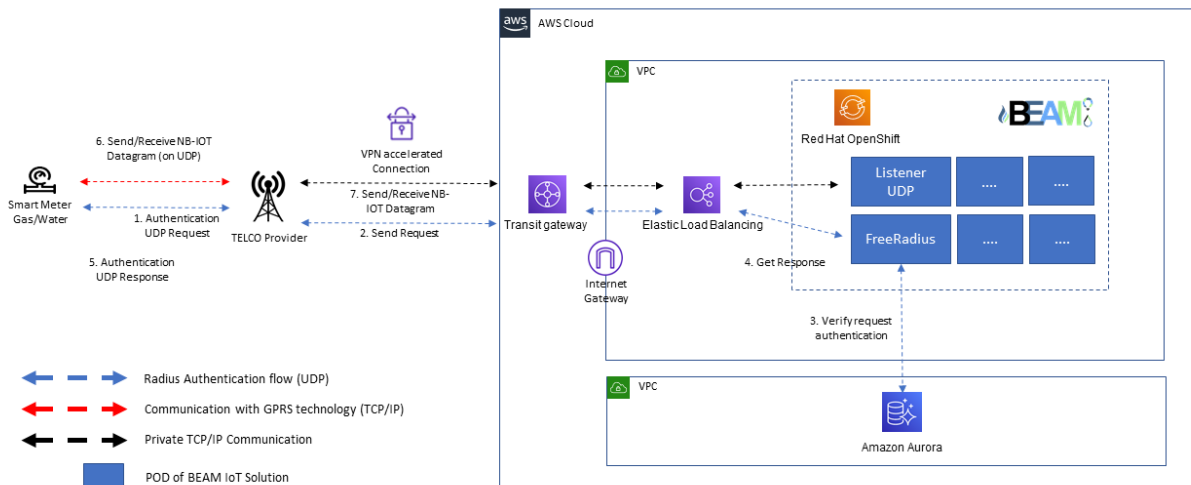 aws
AWS Cloud
VPC
BEAM
Red Hat OpenShift
6. Send/Receive NB-IOT
Datagram (on UDP)
VPN accelerated
Connection
Listener
UDP
....
....
Smart Meter
Gas/Water
1. Authentication
UDP Request
TELCO Provider
7. Send/Receive NB-
IOT Datagram
2. Send Request
Transit gateway
Elastic Load Balancing
FreeRadius
....
....
5. Authentication
UDP Response
4. Get Response
Internet
Gateway
3. Verify request
authentication
Radius Authentication flow (UDP)
Communication with GPRS technology (TCP/IP)
Private TCP/IP Communication
POD of BEAM IoT Solution
VPC
Amazon Aurora